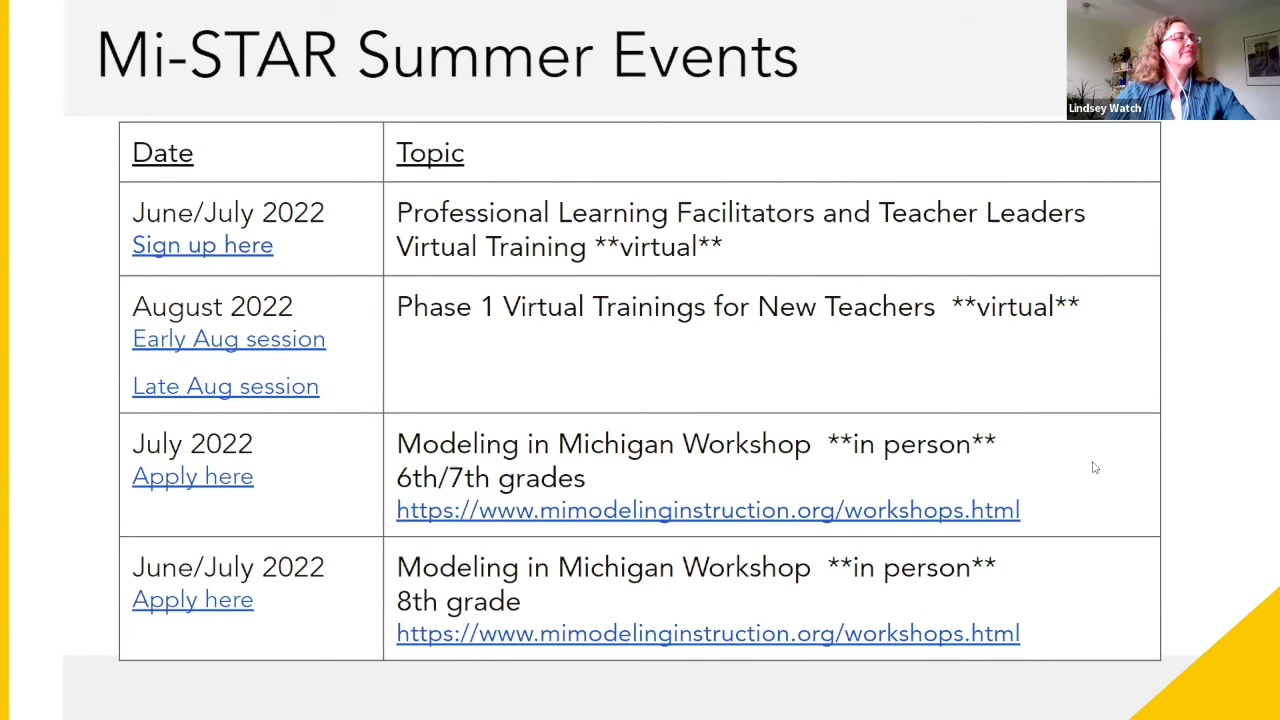 Mi-STAR Summer Events
Lindsey Watch
Date
Topic
June/July 2022
Sign up here
Professional Learning Facilitators and Teacher Leaders
Virtual Training **virtual**
August 2022
Early Aug session
Late Aug session
Phase 1 Virtual Trainings for New Teachers **virtual**
July 2022
Apply here
Modeling in Michigan Workshop **in person**
6th/7th grades
https://www.mimodelinginstruction.org/workshops.html
June/July 2022
Apply here
Modeling in Michigan Workshop **in person**
8th grade
https://www.mimodelinginstruction.org/workshops.html